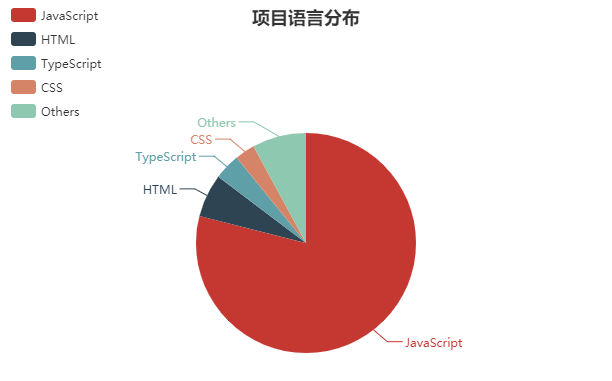 项目语言分布
JavaScript
HTML
TypeScript
CSS
Others
Others
CSS
TypeScript
HTML
JavaScript